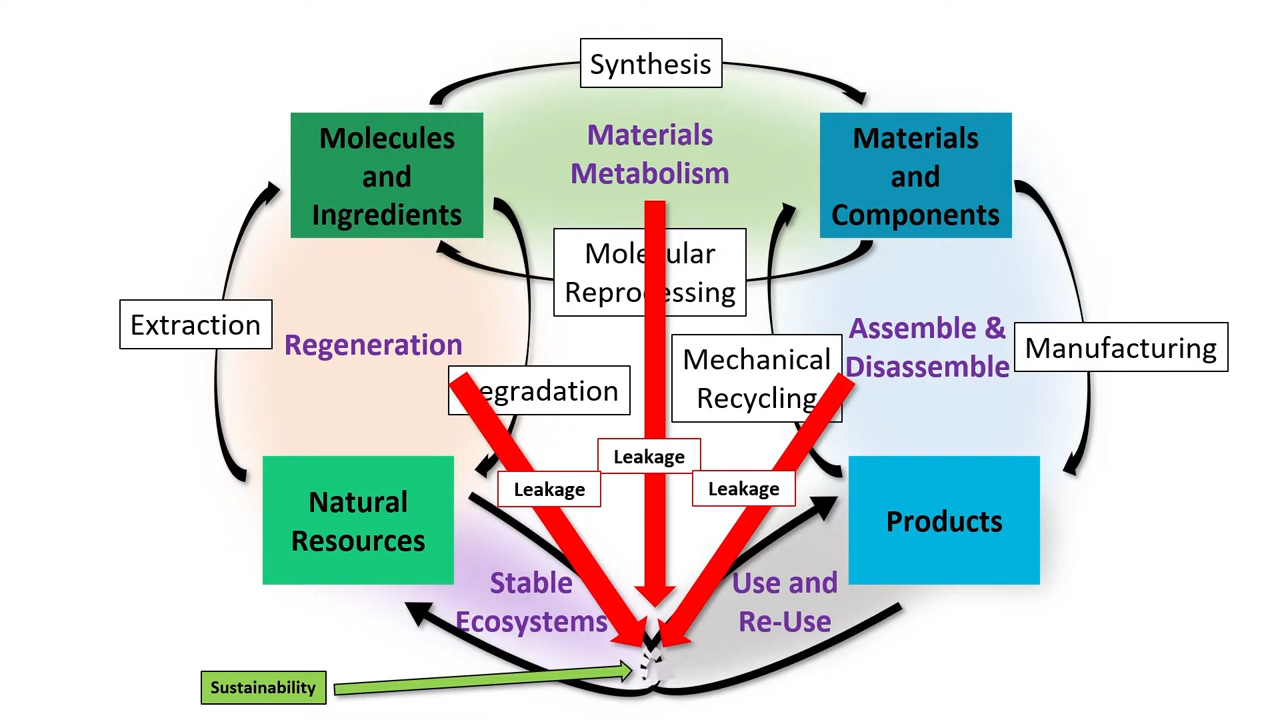 Synthesis
Molecules
and
Ingredients
Materials
Metabolism
Materials
and
Components
Molecular
Reprocessing
Extraction
Regeneration
Degradation
Mechanical
Recycling
Assemble &
Disassemble
Manufacturing
Leakage
Leakage
Leakage
Natural
Resources
Products
Stable
Ecosystems
Use and
Re-Use
Sustainability